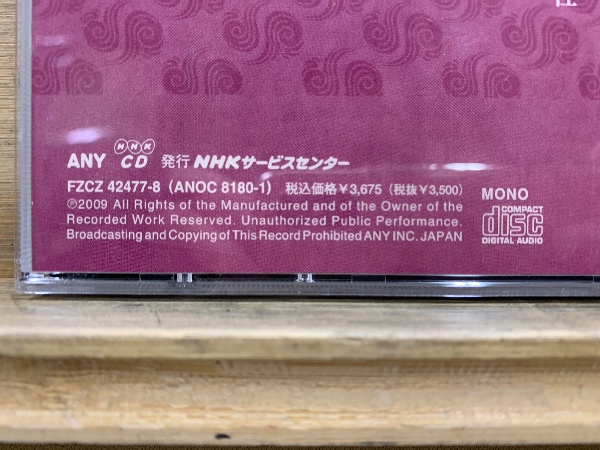 ANY NHK CD 発行 NHKサービスセンター
FZCZ 42477-8 (ANOC 8180-1) 税込価格¥3,675 (税抜¥3,500)
℗2009 All Rights of the Manufactured and of the Owner of the
Recorded Work Reserved. Unauthorized Public Performance.
Broadcasting and Copying of This Record Prohibited ANY INC. JAPAN
MONO
COMPACT
disc
DIGITAL AUDIO